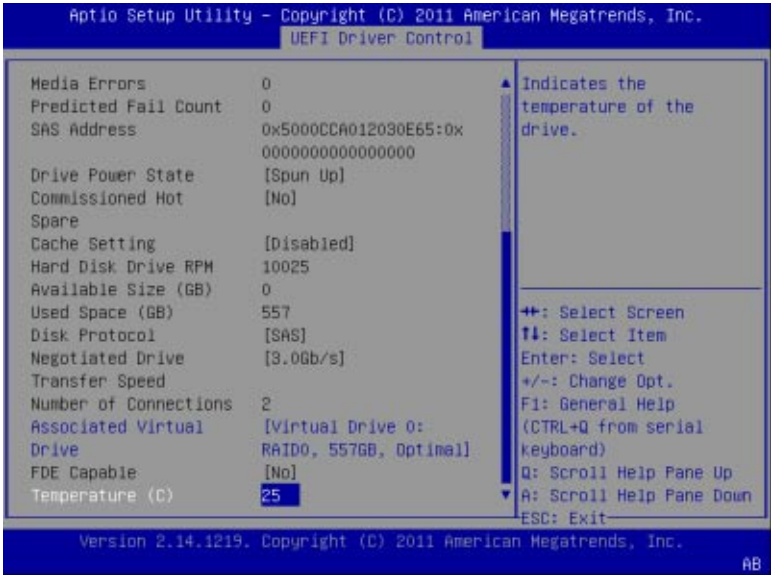 Aptio Setup Utility – Copyright (C) 2011 American Megatrends, Inc.
UEFI Driver Control
Media Errors 0
Predicted Fail Count 0
SAS Address 0x5000CCA012030E65:0x
0000000000000000
Drive Power State [Spun Up]
Commissioned Hot [No]
Spare
Cache Setting [Disabled]
Hard Disk Drive RPM 10025
Available Size (GB) 0
Used Space (GB) 557
Disk Protocol [SAS]
Negotiated Drive [3.0Gb/s]
Transfer Speed
Number of Connections 2
Associated Virtual [Virtual Drive 0:
Drive RAID0, 557GB, Optimal]
FDE Capable [No]
Temperature (C) 25
Indicates the
temperature of the
drive.
→←: Select Screen
↑↓: Select Item
Enter: Select
+/-: Change Opt.
F1: General Help
(CTRL+Q from serial
keyboard)
Q: Scroll Help Pane Up
A: Scroll Help Pane Down
ESC: Exit
Version 2.14.1219. Copyright (C) 2011 American Megatrends, Inc.
AB